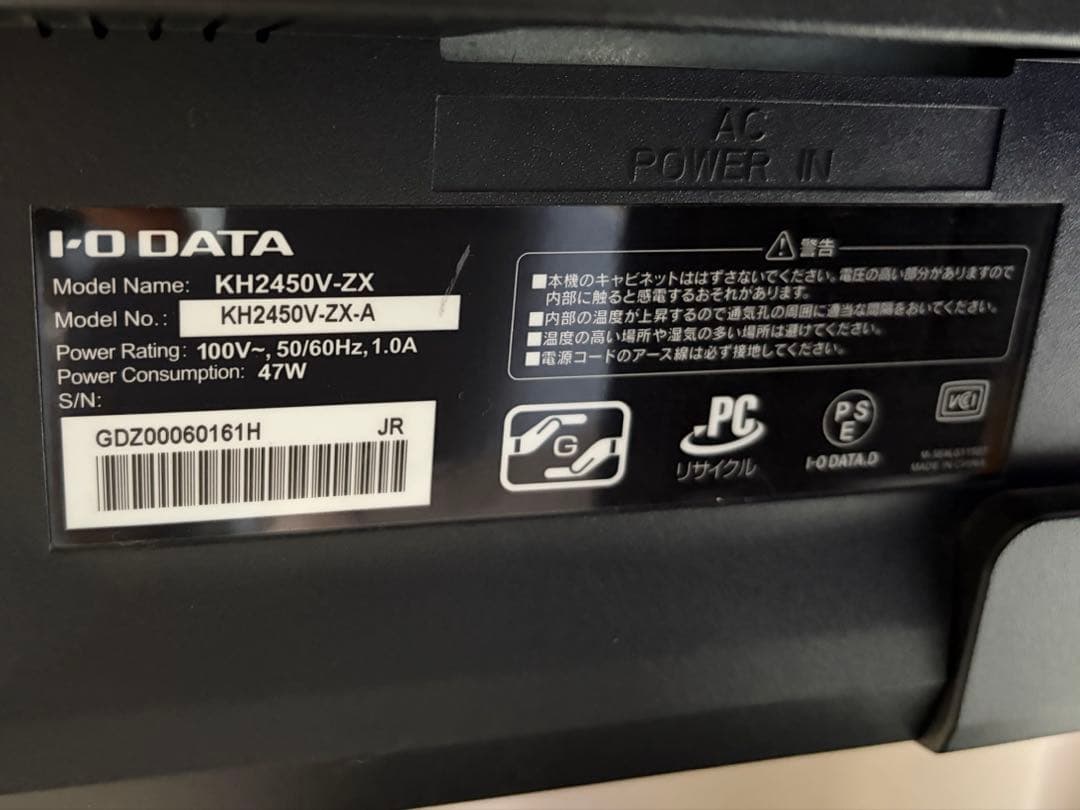 AC
POWER IN
I-O DATA
Model Name: KH2450V-ZX
Model No.: KH2450V-ZX-A
Power Rating: 100V~, 50/60Hz, 1.0A
Power Consumption: 47W
S/N:
GDZ00060161H JR
⚠警告
■本機のキャビネットははずさないでください。電圧の高い部分がありますので
内部に触ると感電するおそれがあります。
■内部の温度が上昇するので通気孔の周囲に適当な間隔をおいてください。
■温度の高い場所や湿気の多い場所は避けてください。
■電源コードのアース線は必ず接地してください。
G
PC
リサイクル
PS
E
I-O DATA.D
VCI
MADE IN CHINA